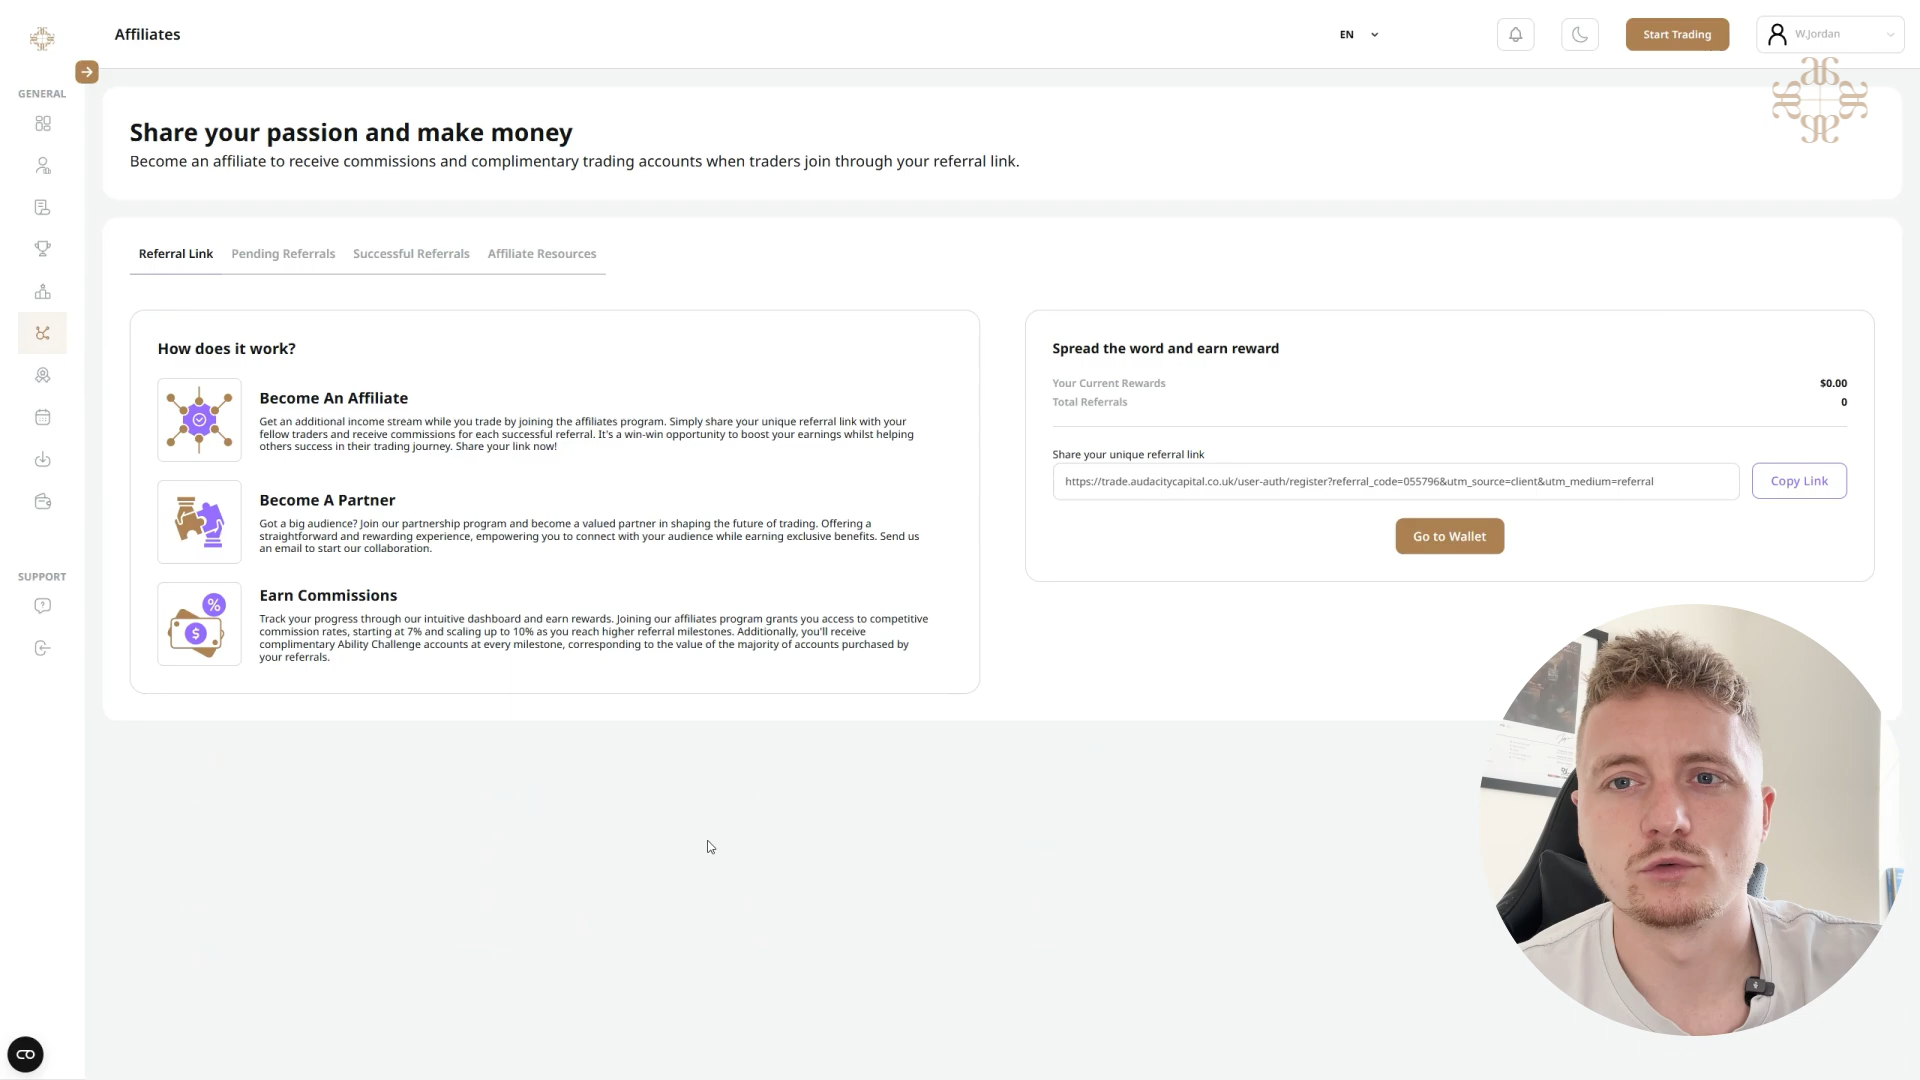 Affiliates
EN
Start Trading
W.Jordan
GENERAL
Share your passion and make money
Become an affiliate to receive commissions and complimentary trading accounts when traders join through your referral link.
Referral Link
Pending Referrals
Successful Referrals
Affiliate Resources
How does it work?
Become An Affiliate
Get an additional income stream while you trade by joining the affiliates program. Simply share your unique referral link with your
fellow traders and receive commissions for each successful referral. It's a win-win opportunity to boost your earnings whilst helping
others success in their trading journey. Share your link now!
Become A Partner
Got a big audience? Join our partnership program and become a valued partner in shaping the future of trading. Offering a
straightforward and rewarding experience, empowering you to connect with your audience while earning exclusive benefits. Send us
an email to start our collaboration.
%
$
Earn Commissions
Track your progress through our intuitive dashboard and earn rewards. Joining our affiliates program grants you access to competitive
commission rates, starting at 7% and scaling up to 10% as you reach higher referral milestones. Additionally, you'll receive
complimentary Ability Challenge accounts at every milestone, corresponding to the value of the majority of accounts purchased by
your referrals.
Spread the word and earn reward
Your Current Rewards $0.00
Total Referrals 0
Share your unique referral link
https://trade.audacitycapital.co.uk/user-auth/register?referral_code=055796&utm_source=client&utm_medium=referral
Copy Link
Go to Wallet
SUPPORT